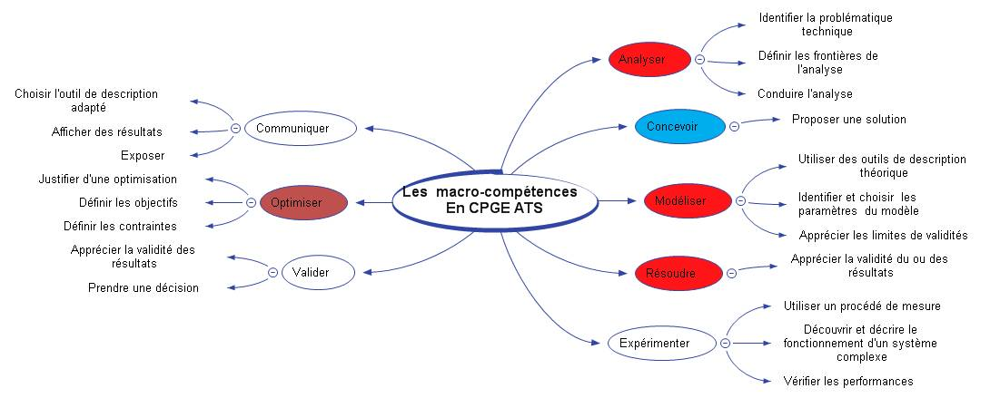 Les macro-compétences
En CPGE ATS
Analyser
Identifier la problématique
technique
Définir les frontières de
l'analyse
Conduire l'analyse
Concevoir
Proposer une solution
Modéliser
Utiliser des outils de description
théorique
Identifier et choisir les
paramètres du modèle
Apprécier les limites de validités
Résoudre
Apprécier la validité du ou des
résultats
Expérimenter
Utiliser un procédé de mesure
Découvrir et décrire le
fonctionnement d'un système
complexe
Vérifier les performances
Communiquer
Choisir l'outil de description
adapté
Afficher des résultats
Exposer
Optimiser
Justifier d'une optimisation
Définir les objectifs
Définir les contraintes
Valider
Apprécier la validité des
résultats
Prendre une décision